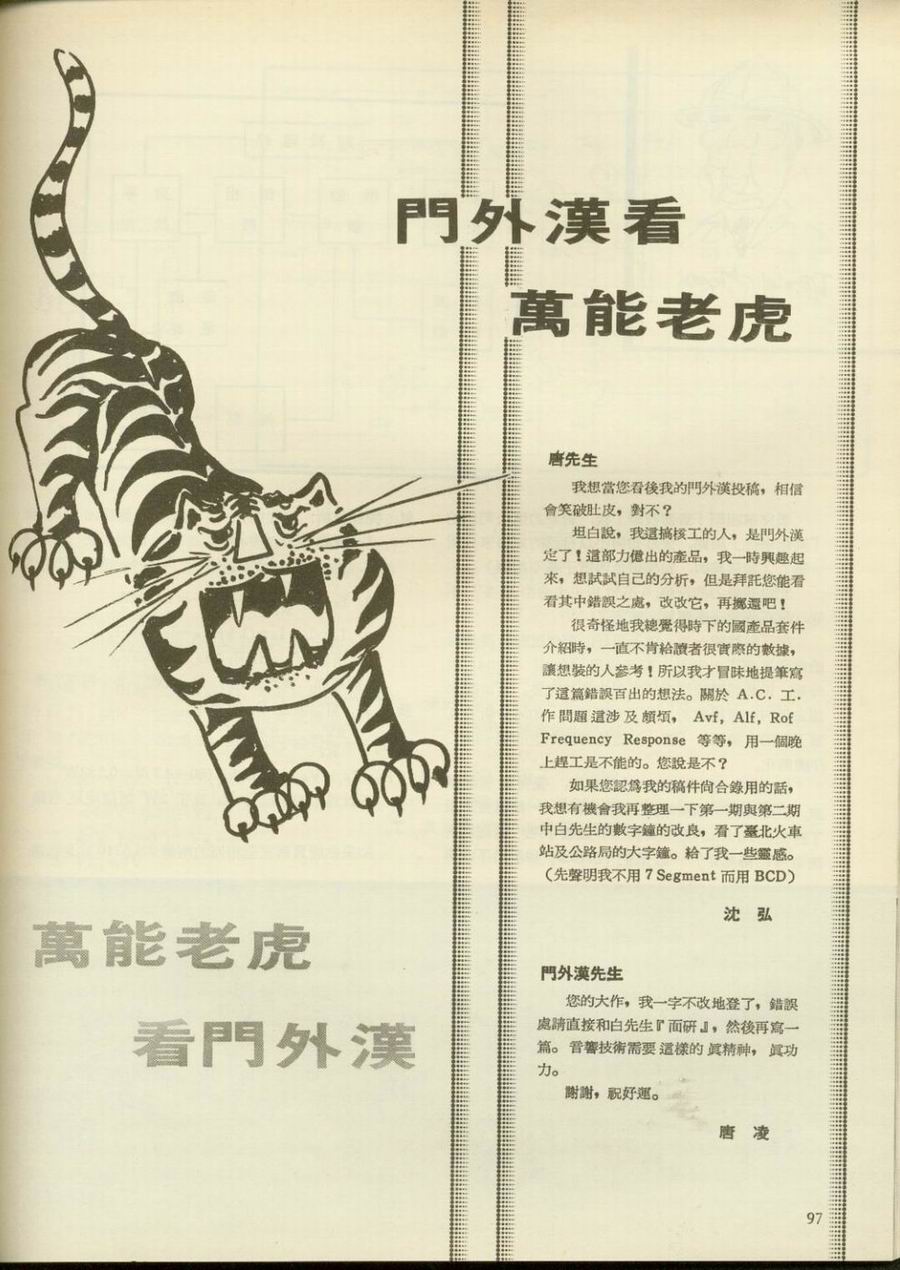 門外漢看
萬能老虎
唐先生
我想當您看後我的門外漢投稿，相信
會笑破肚皮，對不？
坦白說，我這搞核工的人，是門外漢
定了！這部力億出的產品，我一時興趣起
來，想試試自己的分析，但是拜託您能看
看其中錯誤之處，改改它，再擲還吧！
很奇怪地我總覺得時下的國產品套件
介紹時，一直不肯給讀者很實際的數據，
讓想裝的人參考！所以我才冒昧地提筆寫
了這篇錯誤百出的想法。關於 A.C. 工.
作問題這涉及頗煩， Avf, Alf, Rof
Frequency Response 等等，用一個晚
上趕工是不能的。您說是不？
如果您認爲我的稿件尙合錄用的話，
我想有機會我再整理一下第一期與第二期
中白先生的數字鐘的改良，看了臺北火車
站及公路局的大字鐘。給了我一些靈感。
（先聲明我不用 7 Segment 而用 BCD）
沈 弘
門外漢先生
您的大作，我一字不改地登了，錯誤
處請直接和白先生『面研』，然後再寫一
篇。音響技術需要這樣的眞精神，眞功
力。
謝謝，祝好運。
唐 凌
萬能老虎
看門外漢
97